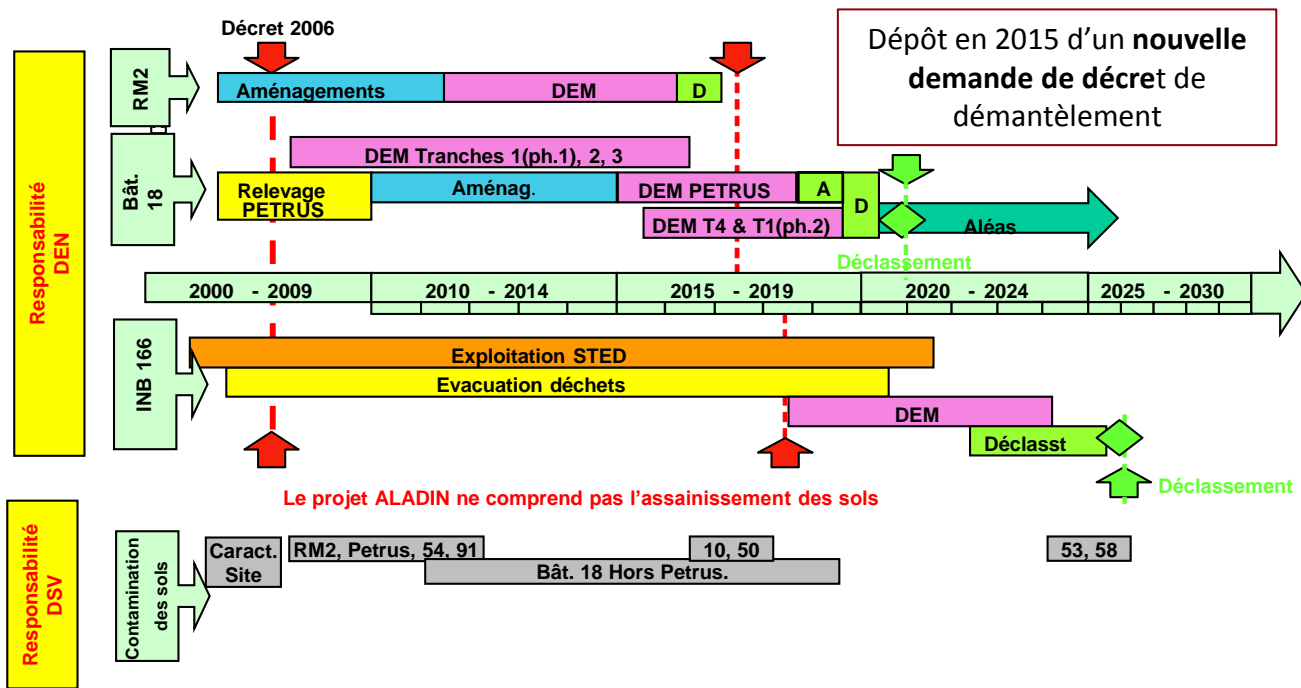 Décret 2006
Dépôt en 2015 d’un nouvelle
demande de décret de
démantèlement
Responsabilité
DEN
RM2
Aménagements
DEM
D
Bât.
18
DEM Tranches 1(ph.1), 2, 3
Relevage
PETRUS
Aménag.
DEM PETRUS
A
D
DEM T4 & T1(ph.2)
Aléas
Déclassement
2000 - 2009
2010 - 2014
2015 - 2019
2020 - 2024
2025 - 2030
INB 166
Exploitation STED
Evacuation déchets
DEM
Déclasst
Déclassement
Le projet ALADIN ne comprend pas l’assainissement des sols
Responsabilité
DSV
Contamination
des sols
Caract.
Site
RM2, Petrus, 54, 91
10, 50
53, 58
Bât. 18 Hors Petrus.